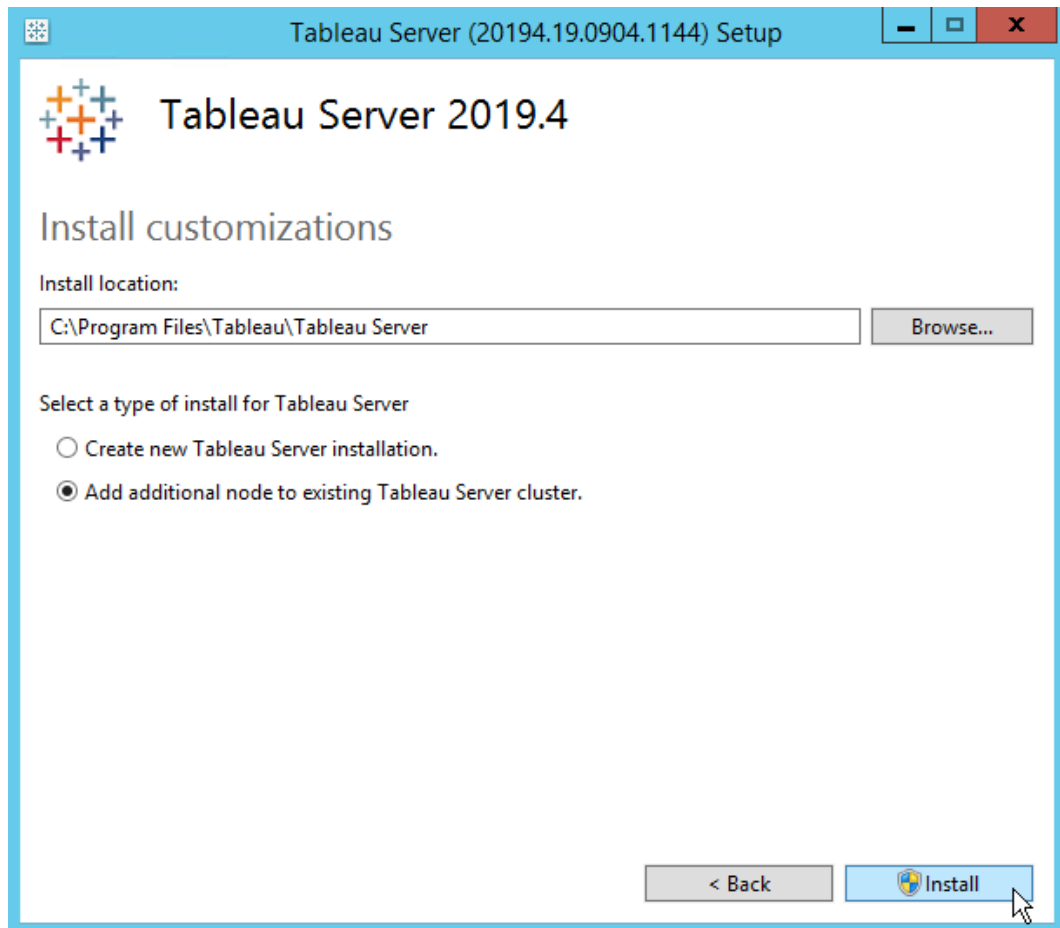 Tableau Server (20194.19.0904.1144) Setup
Tableau Server 2019.4
Install customizations
Install location:
C:\Program Files\Tableau\Tableau Server
Browse...
Select a type of install for Tableau Server
Create new Tableau Server installation.
Add additional node to existing Tableau Server cluster.
< Back
Install